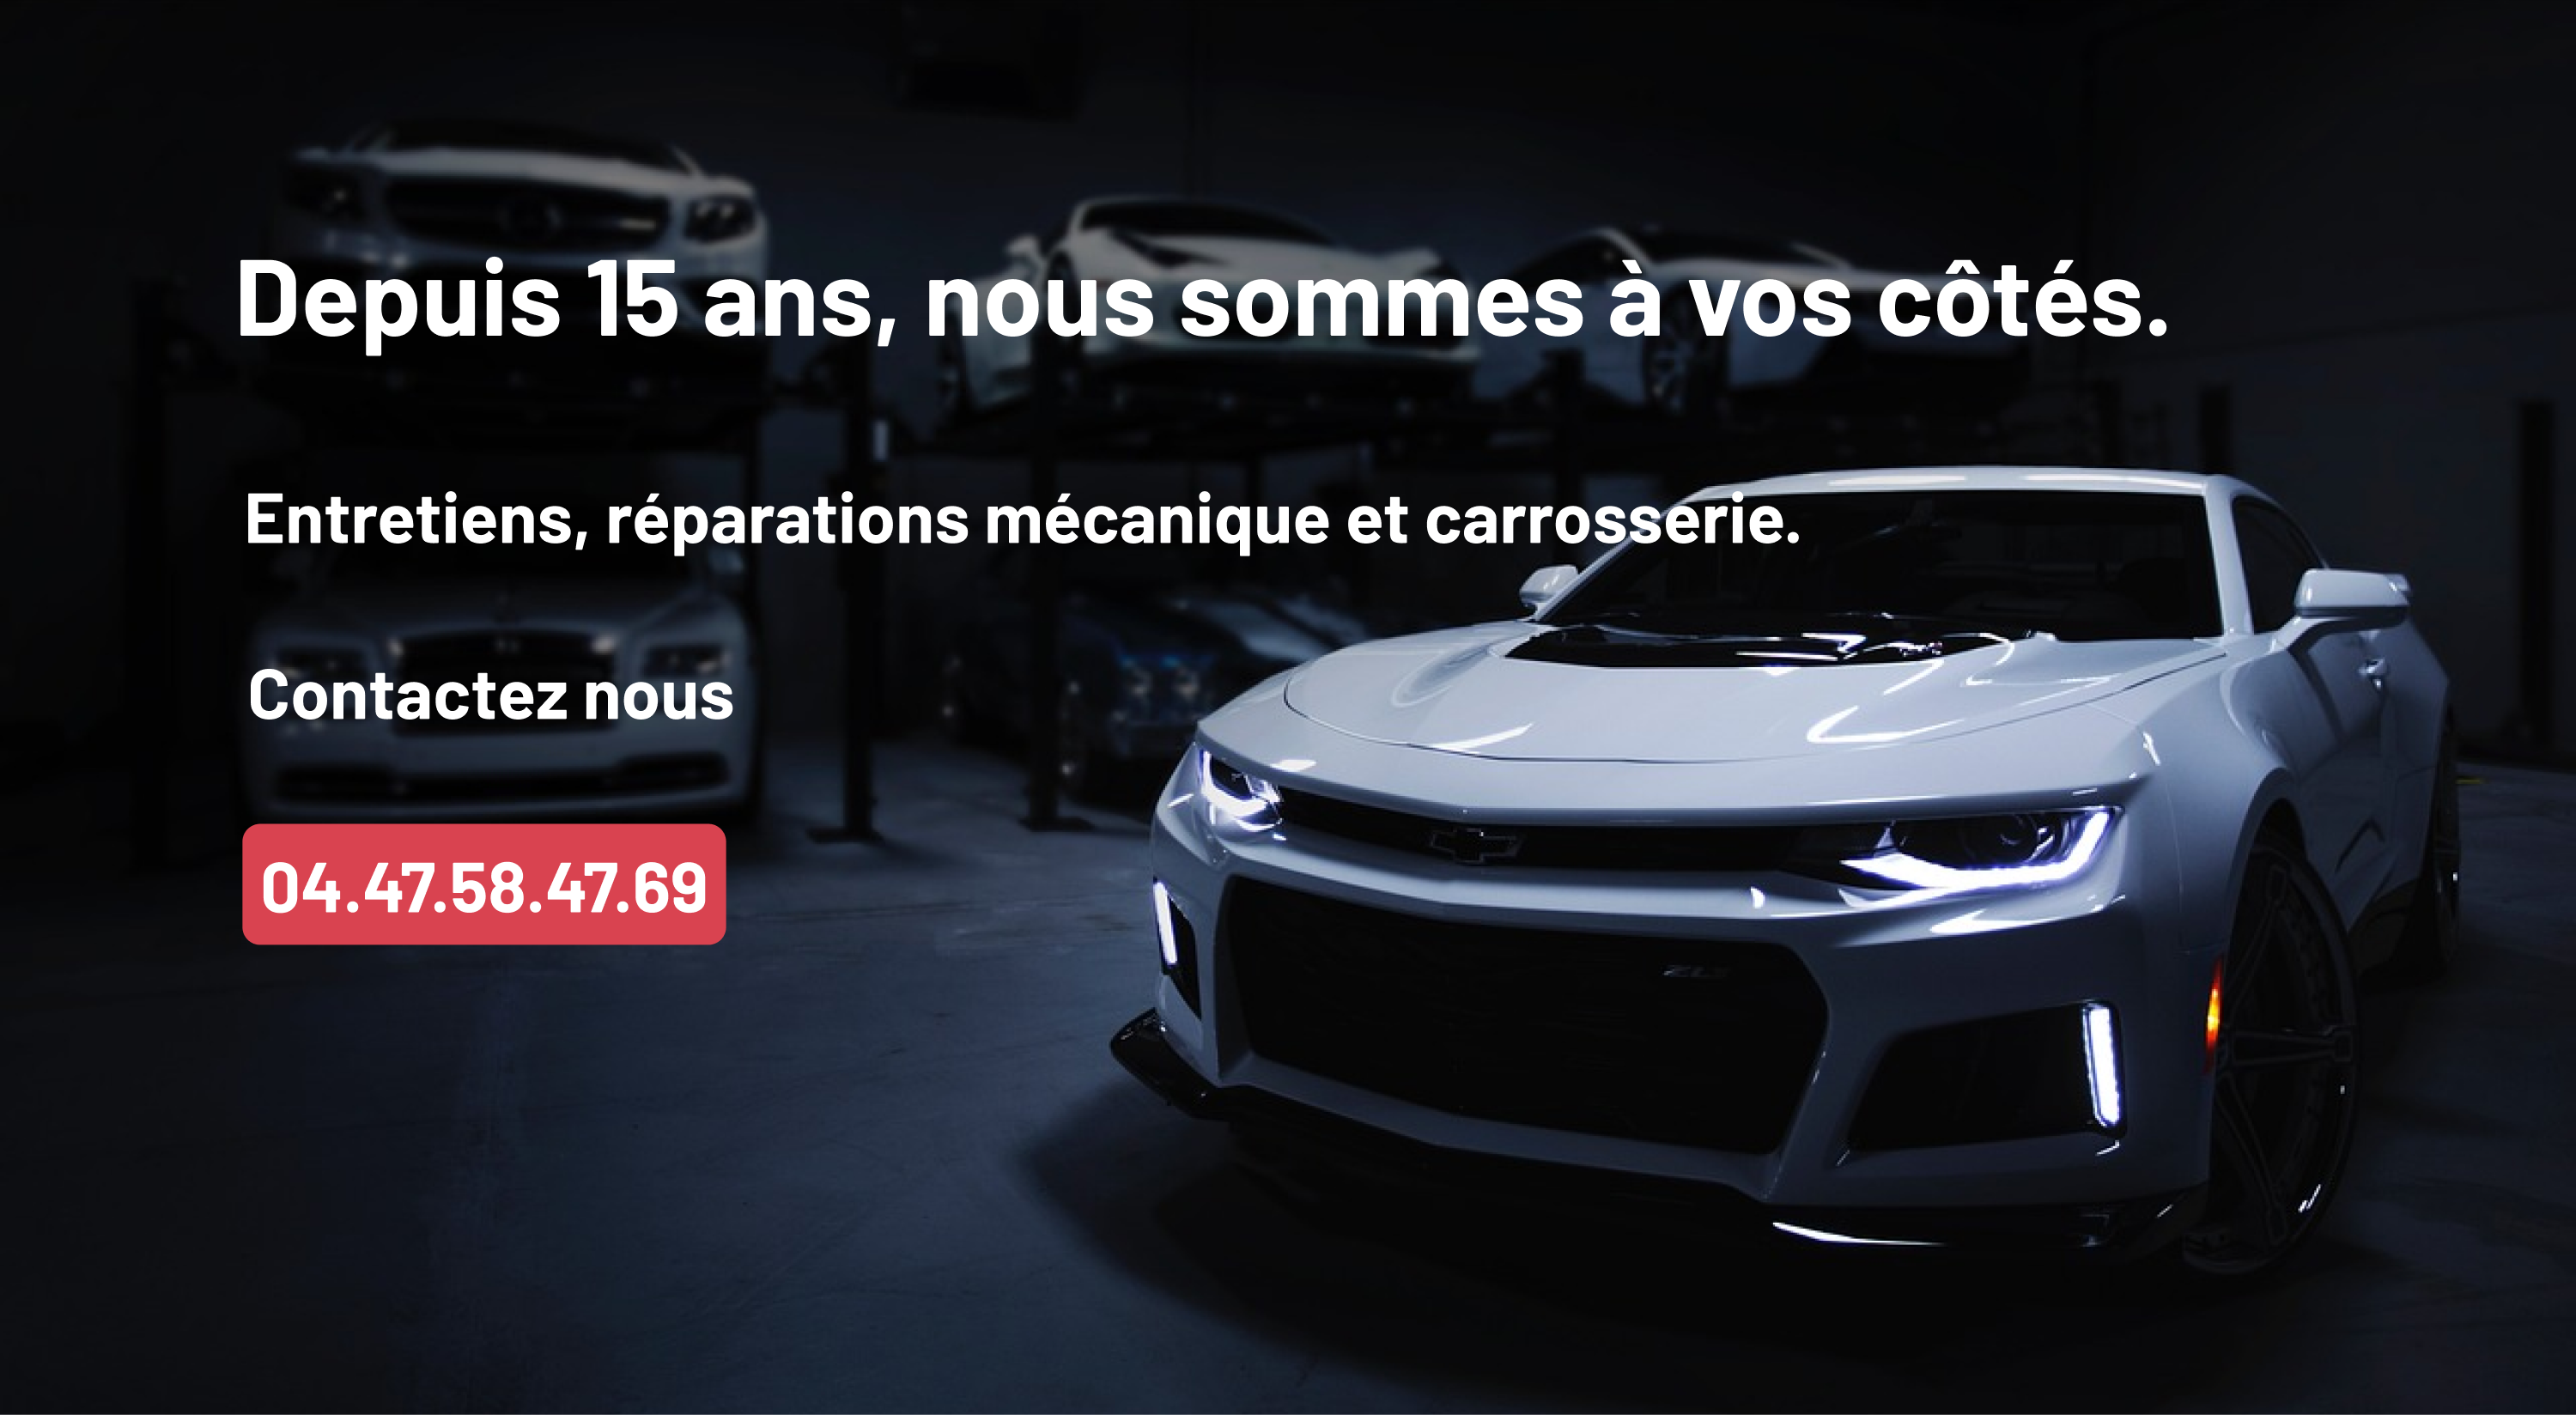 Depuis 15 ans, nous sommes à vos côtés.
Entretiens, réparations mécanique et carrosserie.
Contactez nous
04.47.58.47.69
ZL1